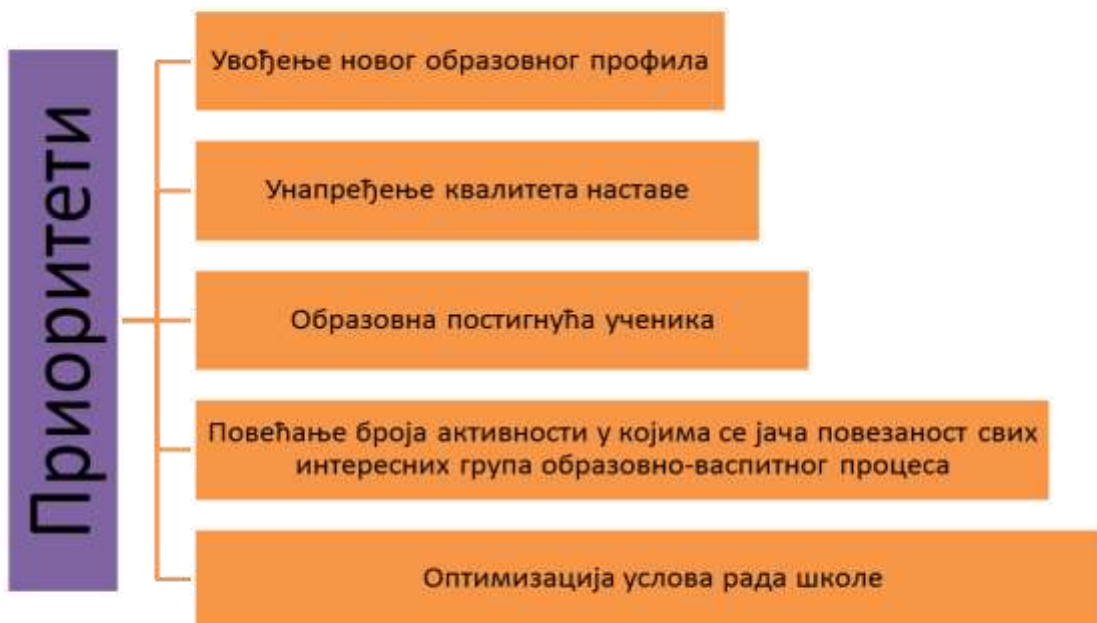 Приоритети
Увођење новог образовног профила
Унапређење квалитета наставе
Образовна постигнућа ученика
Повећање броја активности у којима се јача повезаност свих
интересних група образовно-васпитног процеса
Оптимизација услова рада школе